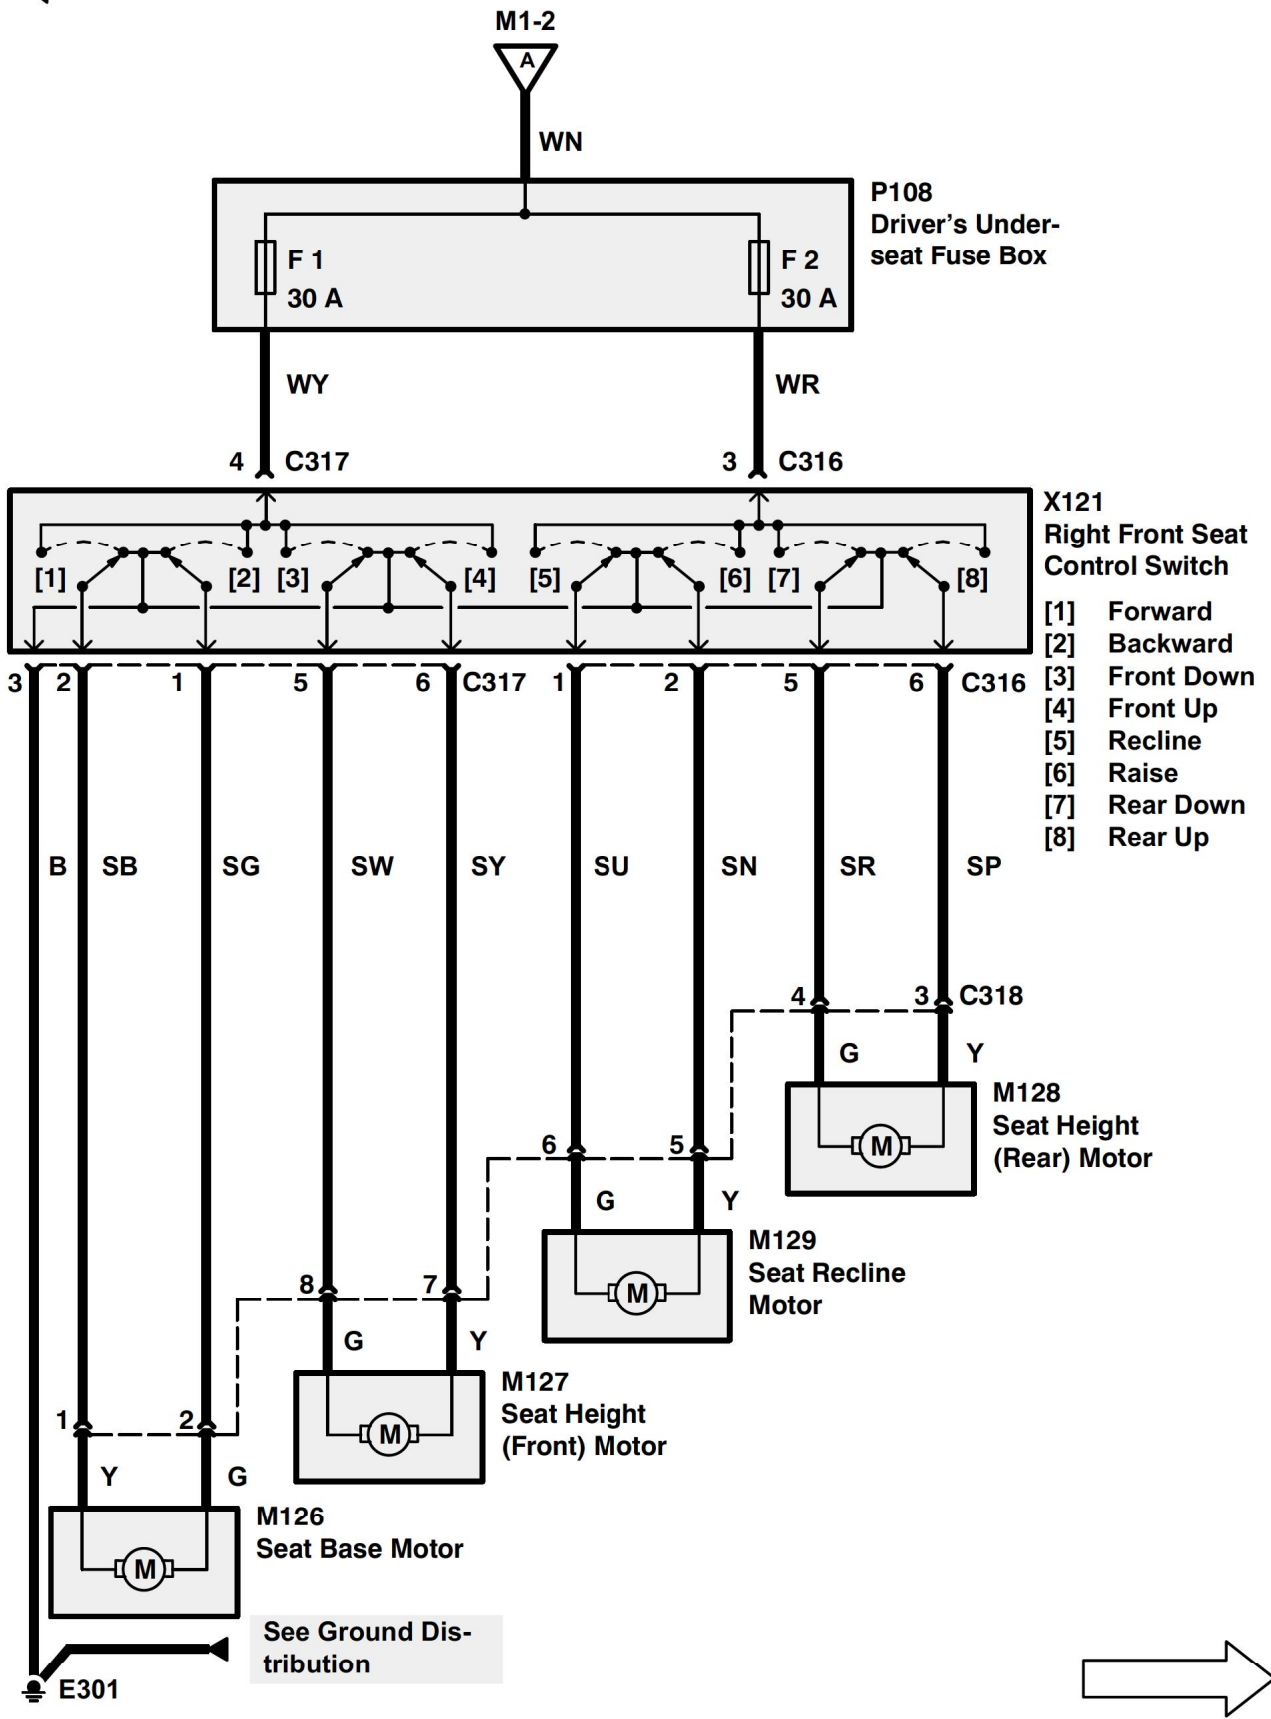 M1-2
A
WN
P108
Driver's Under-
seat Fuse Box
F 1
30 A
F 2
30 A
WY
WR
4 C317
3 C316
X121
Right Front Seat
Control Switch
[1] [2] [3] [4] [5] [6] [7] [8]
[1] Forward
[2] Backward
[3] Front Down
[4] Front Up
[5] Recline
[6] Raise
[7] Rear Down
[8] Rear Up
3 2 1 5 6 C317 1 2 5 6 C316
B SB SG SW SY SU SN SR SP
4 3 C318
G Y
M
M128
Seat Height
(Rear) Motor
6 5
G Y
M
M129
Seat Recline
Motor
8 7
G Y
M
M127
Seat Height
(Front) Motor
1 2
Y G
M
M126
Seat Base Motor
See Ground Dis-
tribution
E301